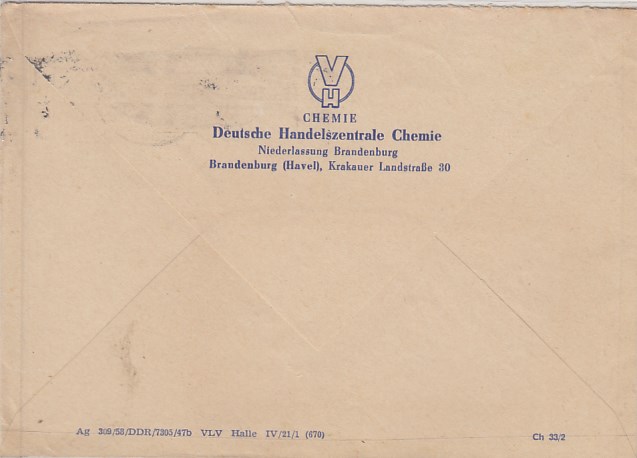 VH
CHEMIE
Deutsche Handelszentrale Chemie
Niederlassung Brandenburg
Brandenburg (Havel), Krakauer Landstraße 30
Ag 309/58/DDR/7305/47b VLV Halle IV/21/1 (670)
Ch 33/2